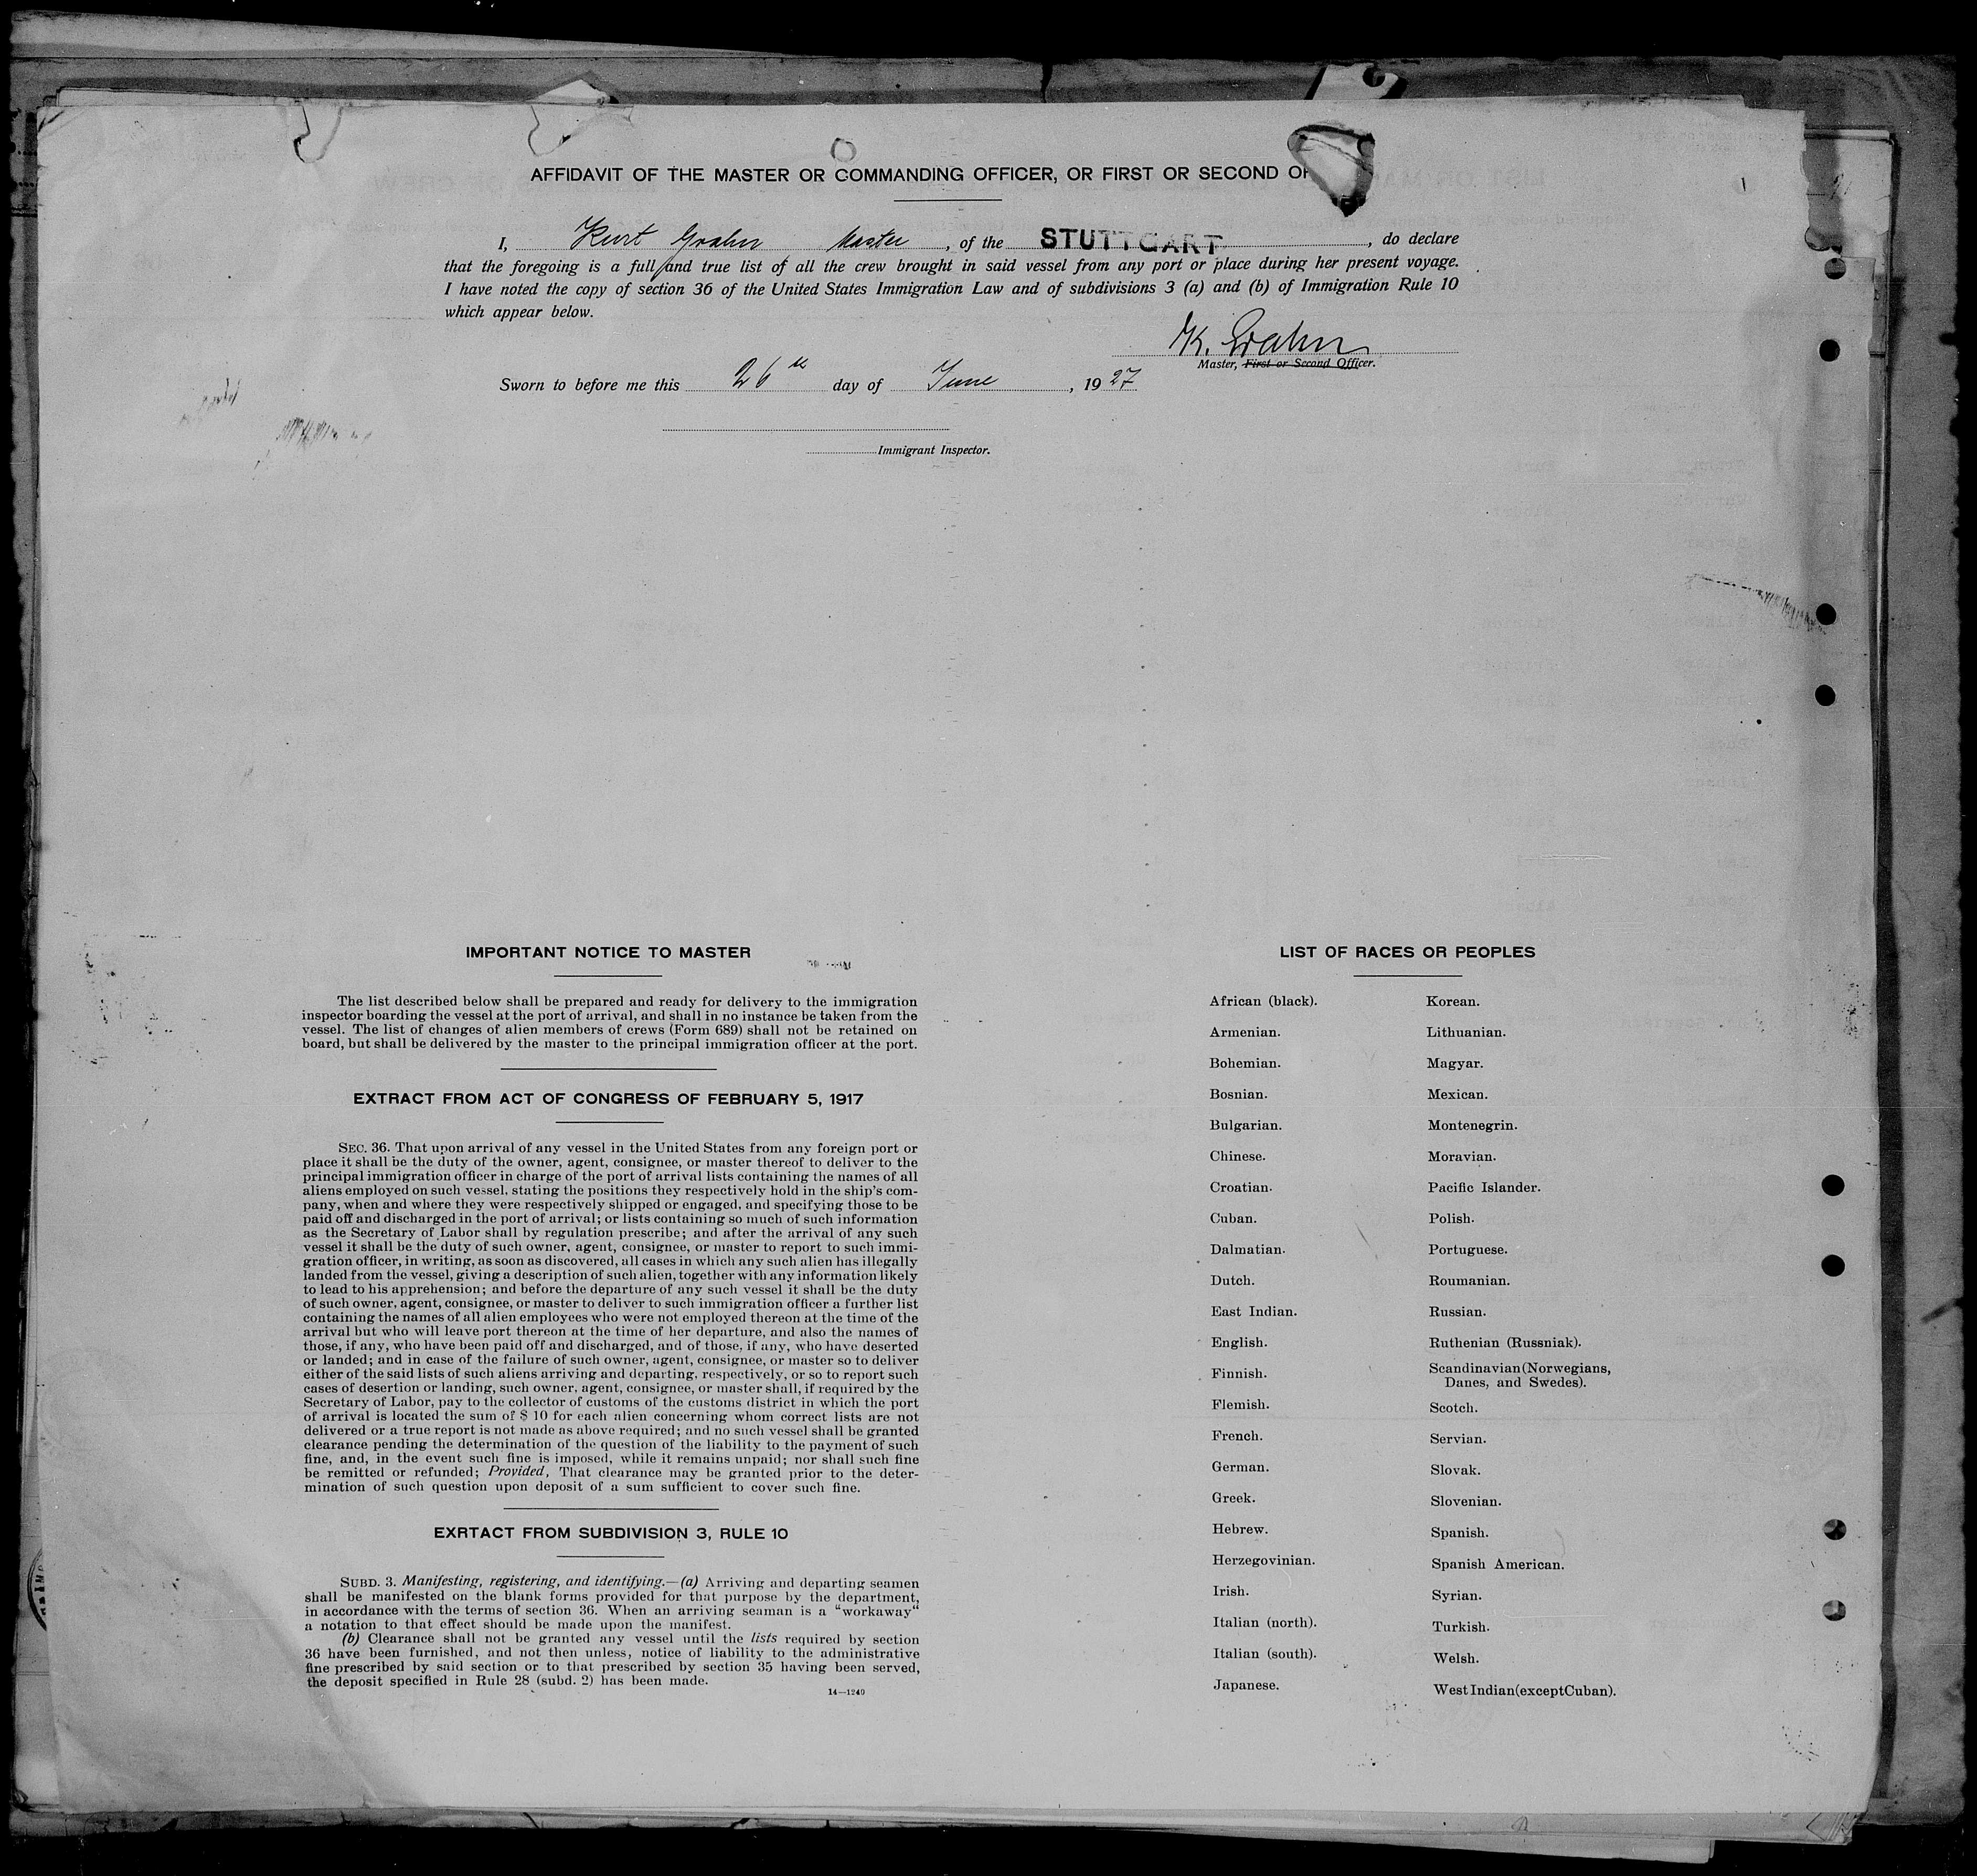 AFFIDAVIT OF THE MASTER OR COMMANDING OFFICER, OR FIRST OR SECOND OF
I, Kurt Grahn Master, of the STUTTGART, do declare
that the foregoing is a full and true list of all the crew brought in said vessel from any port or place during her present voyage.
I have noted the copy of section 36 of the United States Immigration Law and of subdivisions 3 (a) and (b) of Immigration Rule 10
which appear below.
K. Grahn
Master, First or Second Officer.
Sworn to before me this 26th day of June, 1927
Immigrant Inspector.
IMPORTANT NOTICE TO MASTER
The list described below shall be prepared and ready for delivery to the immigration
inspector boarding the vessel at the port of arrival, and shall in no instance be taken from the
vessel. The list of changes of alien members of crews (Form 689) shall not be retained on
board, but shall be delivered by the master to the principal immigration officer at the port.
EXTRACT FROM ACT OF CONGRESS OF FEBRUARY 5, 1917
SEC. 36. That upon arrival of any vessel in the United States from any foreign port or
place it shall be the duty of the owner, agent, consignee, or master thereof to deliver to the
principal immigration officer in charge of the port of arrival lists containing the names of all
aliens employed on such vessel, stating the positions they respectively hold in the ship's com-
pany, when and where they were respectively shipped or engaged, and specifying those to be
paid off and discharged in the port of arrival; or lists containing so much of such information
as the Secretary of Labor shall by regulation prescribe; and after the arrival of any such
vessel it shall be the duty of such owner, agent, consignee, or master to report to such immi-
gration officer, in writing, as soon as discovered, all cases in which any such alien has illegally
landed from the vessel, giving a description of such alien, together with any information likely
to lead to his apprehension; and before the departure of any such vessel it shall be the duty
of such owner, agent, consignee, or master to deliver to such immigration officer a further list
containing the names of all alien employees who were not employed thereon at the time of the
arrival but who will leave port thereon at the time of her departure, and also the names of
those, if any, who have been paid off and discharged, and of those, if any, who have deserted
or landed; and in case of the failure of such owner, agent, consignee, or master so to deliver
either of the said lists of such aliens arriving and departing, respectively, or so to report such
cases of desertion or landing, such owner, agent, consignee, or master shall, if required by the
Secretary of Labor, pay to the collector of customs of the customs district in which the port
of arrival is located the sum of $ 10 for each alien concerning whom correct lists are not
delivered or a true report is not made as above required; and no such vessel shall be granted
clearance pending the determination of the question of the liability to the payment of such
fine, and, in the event such fine is imposed, while it remains unpaid; nor shall such fine
be remitted or refunded; Provided, That clearance may be granted prior to the deter-
mination of such question upon deposit of a sum sufficient to cover such fine.
EXRTACT FROM SUBDIVISION 3, RULE 10
SUBD. 3. Manifesting, registering, and identifying.—(a) Arriving and departing seamen
shall be manifested on the blank forms provided for that purpose by the department,
in accordance with the terms of section 36. When an arriving seaman is a "workaway"
a notation to that effect should be made upon the manifest.
(b) Clearance shall not be granted any vessel until the lists required by section
36 have been furnished, and not then unless, notice of liability to the administrative
fine prescribed by said section or to that prescribed by section 35 having been served,
the deposit specified in Rule 28 (subd. 2) has been made.
14—1240
LIST OF RACES OR PEOPLES
African (black).
Armenian.
Bohemian.
Bosnian.
Bulgarian.
Chinese.
Croatian.
Cuban.
Dalmatian.
Dutch.
East Indian.
English.
Finnish.
Flemish.
French.
German.
Greek.
Hebrew.
Herzegovinian.
Irish.
Italian (north).
Italian (south).
Japanese.
Korean.
Lithuanian.
Magyar.
Mexican.
Montenegrin.
Moravian.
Pacific Islander.
Polish.
Portuguese.
Roumanian.
Russian.
Ruthenian (Russniak).
Scandinavian (Norwegians,
Danes, and Swedes).
Scotch.
Servian.
Slovak.
Slovenian.
Spanish.
Spanish American.
Syrian.
Turkish.
Welsh.
West Indian (except Cuban).